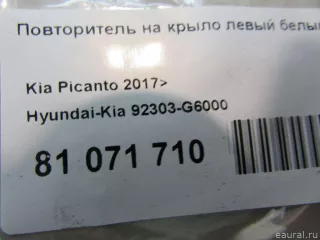 Повторитель на крыло левый белый
Kia Picanto 2017>
Hyundai-Kia 92303-G6000
81 071 710
eaural.ru